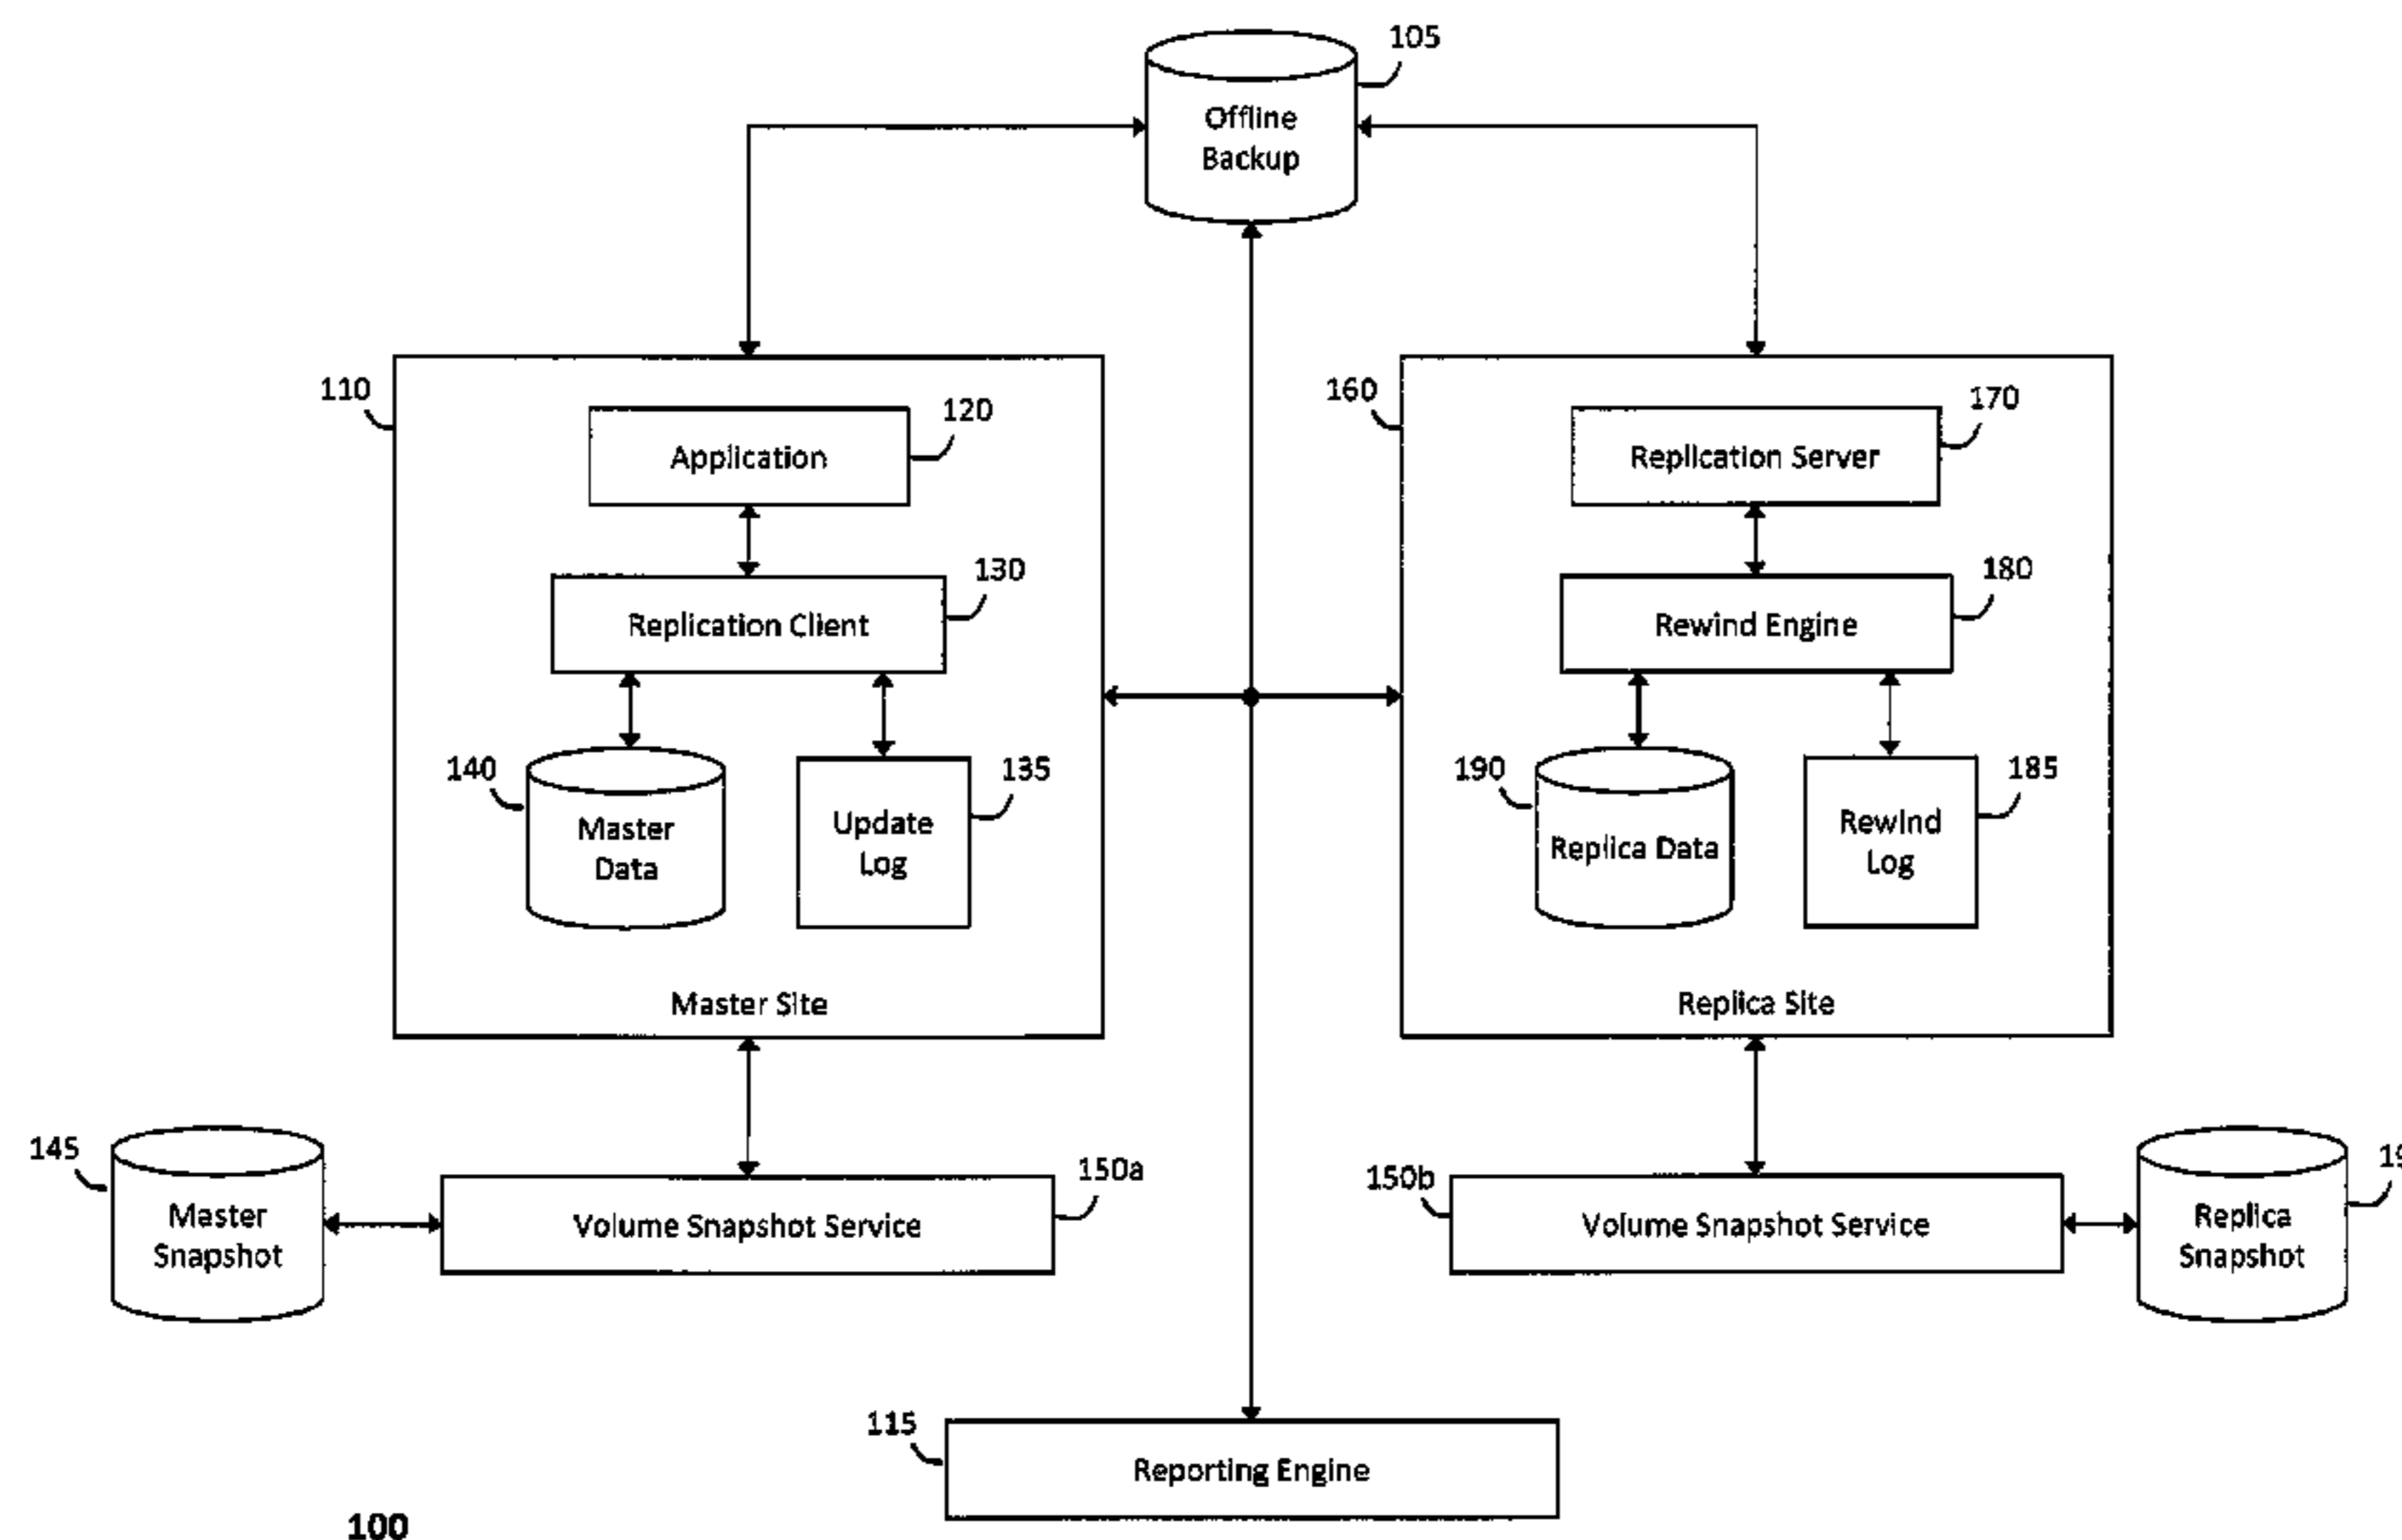 105
Offline
Backup
110
120
Application
160
170
Replication Server
130
Replication Client
180
Rewind Engine
140
Master
Data
135
Update
Log
190
Replica Data
185
Rewind
Log
Master Site
Replica Site
145
Master
Snapshot
150a
Volume Snapshot Service
150b
Volume Snapshot Service
Replica
Snapshot
115
Reporting Engine
100